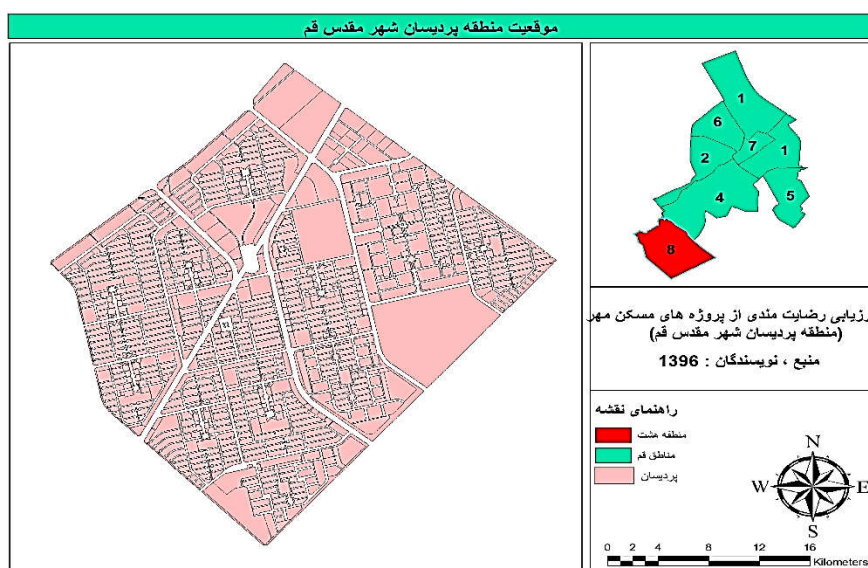 موقعیت منطقه پردیسان شهر مقدس قم
1
6
7
2
1
4
5
8
رزیابی رضایت مندی از پروژه های مسکن مهر
(منطقه پردیسان شهر مقدس قم)
منبع ، نویسندگان : 1396
راهنمای نقشه
منطقه هشت
مناطق قم
پردیسان
N
W E
S
0 2 4 8 12 16
Kilometers